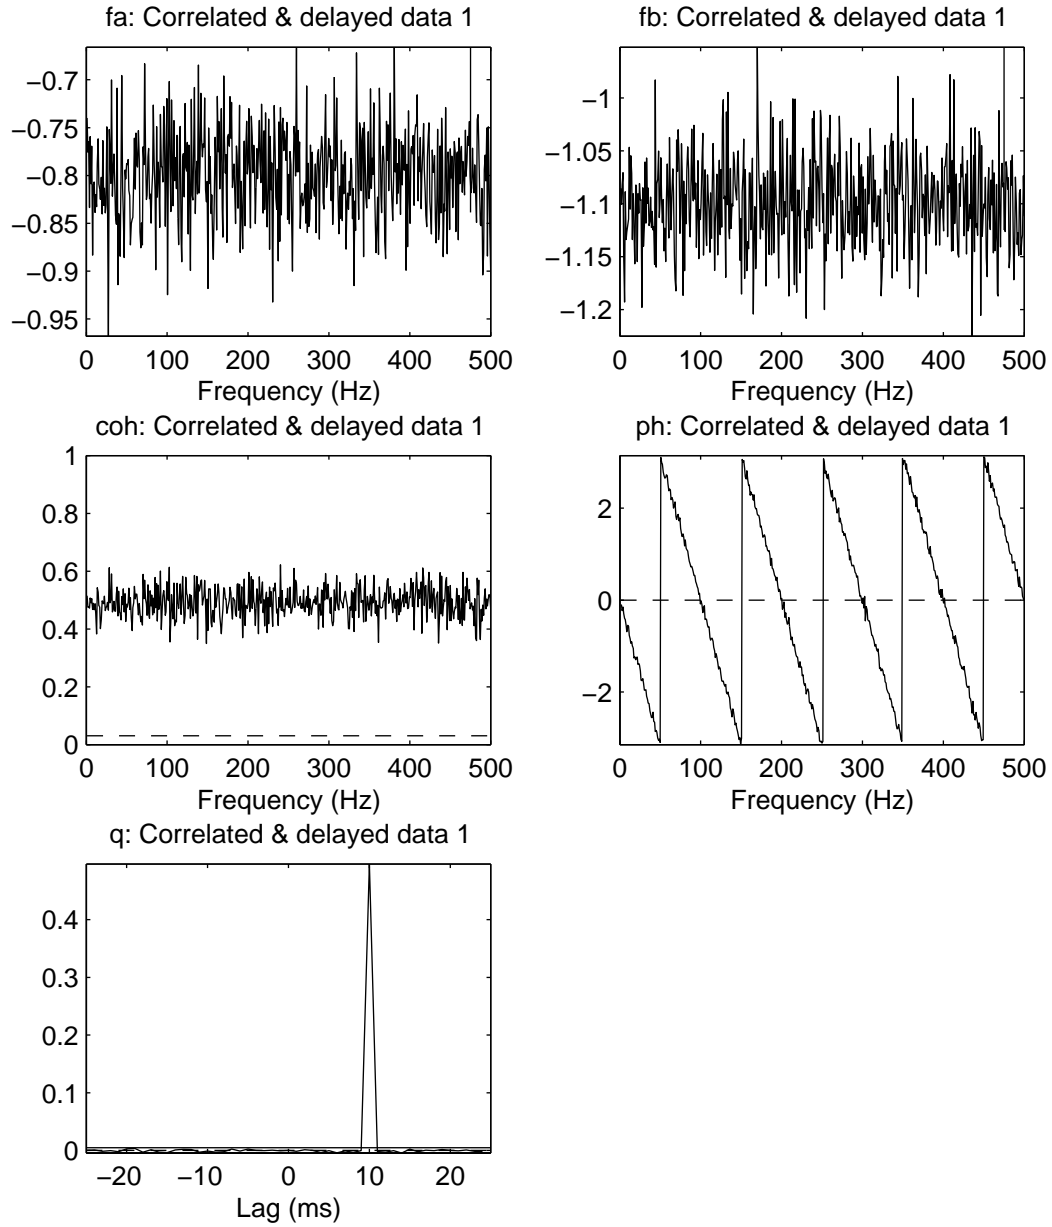 fa: Correlated & delayed data 1
−0.7
−0.75
−0.8
−0.85
−0.9
−0.95
0 100 200 300 400 500
Frequency (Hz)
fb: Correlated & delayed data 1
−1
−1.05
−1.1
−1.15
−1.2
0 100 200 300 400 500
Frequency (Hz)
coh: Correlated & delayed data 1
1
0.8
0.6
0.4
0.2
0
0 100 200 300 400 500
Frequency (Hz)
ph: Correlated & delayed data 1
2
0
−2
0 100 200 300 400 500
Frequency (Hz)
q: Correlated & delayed data 1
0.4
0.3
0.2
0.1
0
−20 −10 0 10 20
Lag (ms)